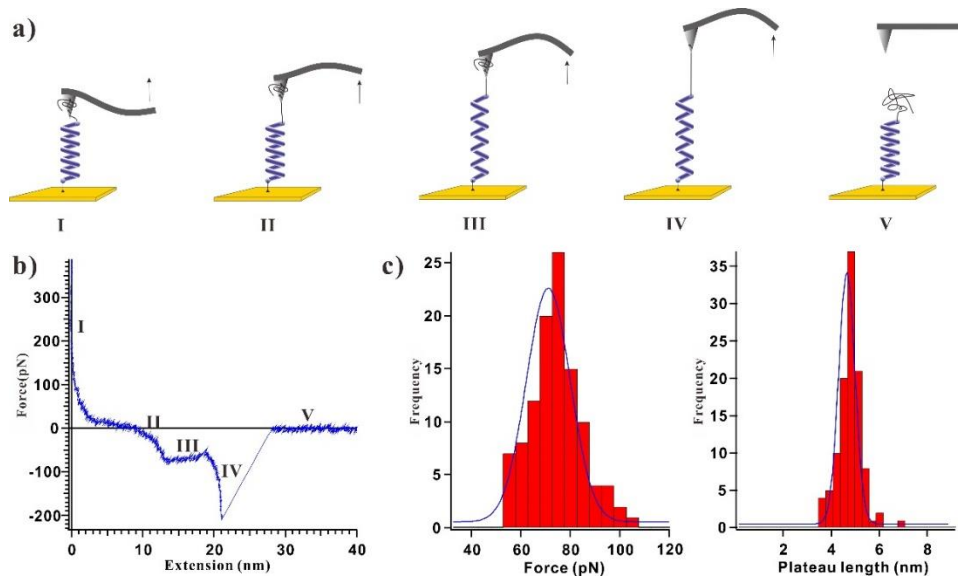 a)
I
II
III
IV
V
b)
Force(pN)
300
200
100
0
-100
-200
I
II
III
IV
V
0
10
20
30
40
Extension (nm)
c)
Frequency
25
20
15
10
5
0
40
60
80
100
120
Force (pN)
Frequency
35
30
25
20
15
10
5
0
2
4
6
8
Plateau length (nm)